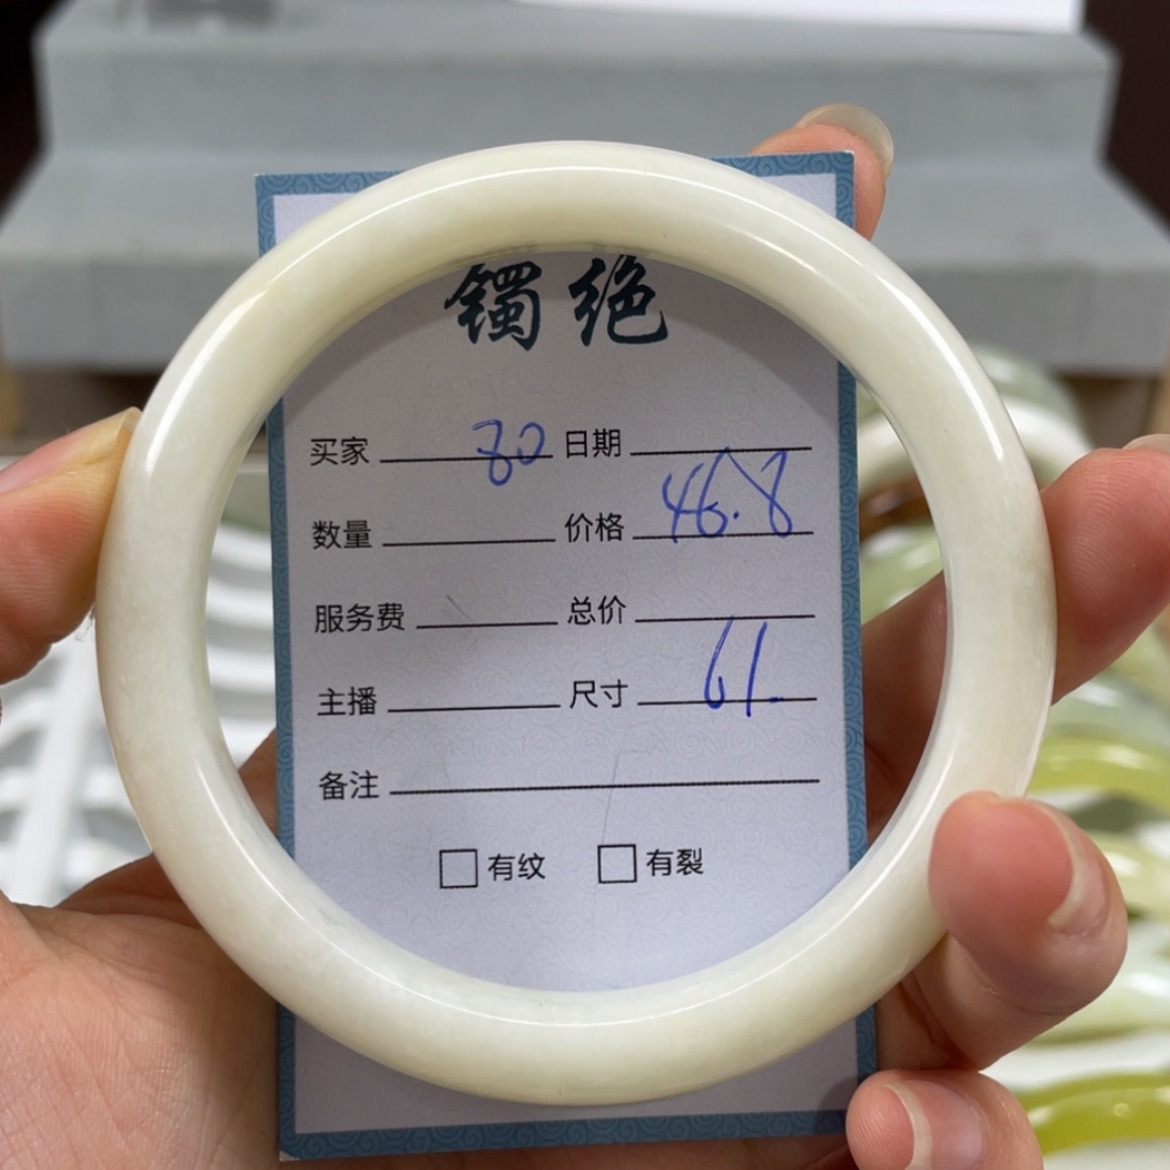 镯绝
买家 80 日期
数量 价格 46.8
服务费 总价
主播 尺寸 61.
备注
有纹 有裂